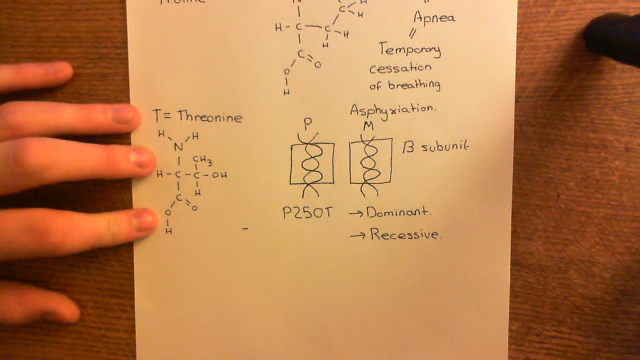 Proline
N
H-C-C-H
H
C
H
H
C
O
O
H
"
Apnea
"
Temporary
cessation
of breathing
Asphyxiation.
T = Threonine
H H
N
CH3
H-C-C-OH
H
C
O
O
H
P
M
β subunit
P250T
→ Dominant.
→ Recessive.